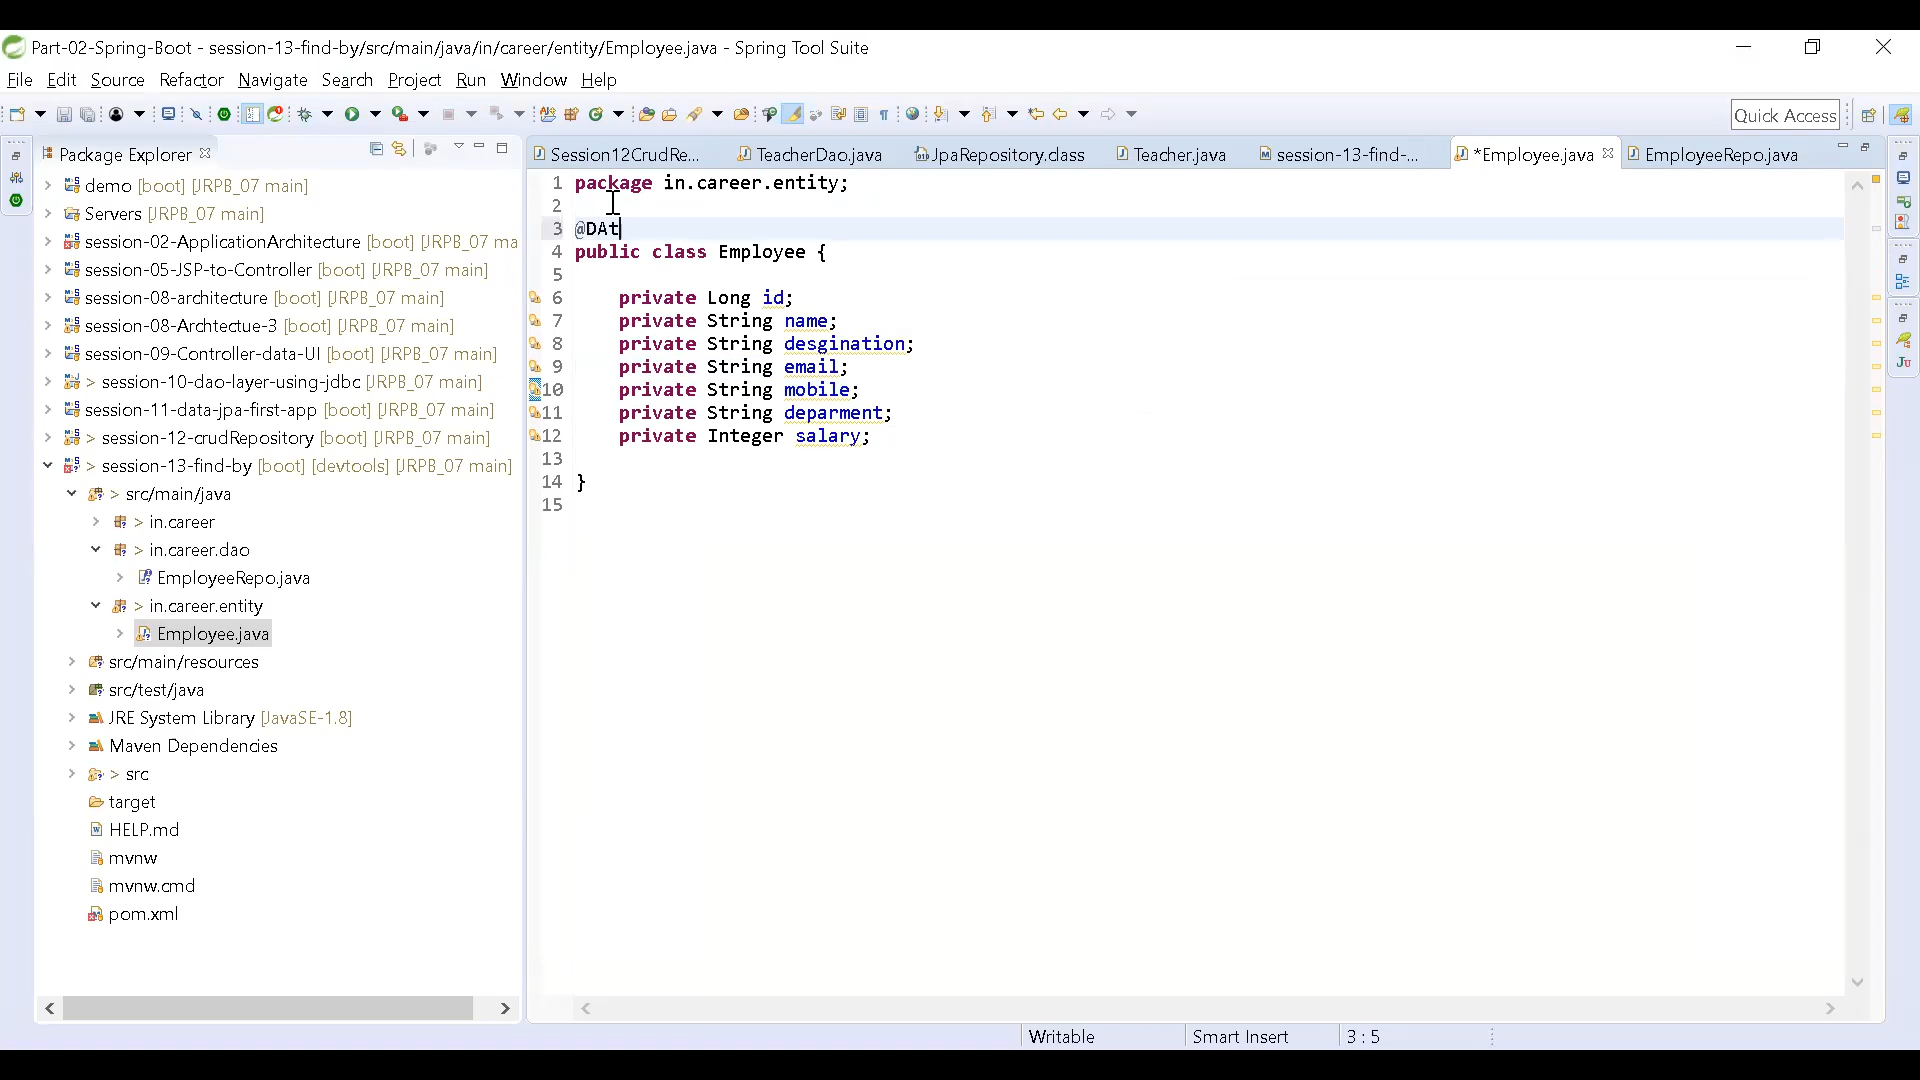 Part-02-Spring-Boot - session-13-find-by/src/main/java/in/career/entity/Employee.java - Spring Tool Suite
File Edit Source Refactor Navigate Search Project Run Window Help
Quick Access
Package Explorer
Session12CrudRe... TeacherDao.java JpaRepository.class Teacher.java session-13-find-... *Employee.java EmployeeRepo.java
demo [boot] [JRPB_07 main]
Servers [JRPB_07 main]
session-02-ApplicationArchitecture [boot] [JRPB_07 ma
session-05-JSP-to-Controller [boot] [JRPB_07 main]
session-08-architecture [boot] [JRPB_07 main]
session-08-Archtectue-3 [boot] [JRPB_07 main]
session-09-Controller-data-UI [boot] [JRPB_07 main]
> session-10-dao-layer-using-jdbc [JRPB_07 main]
session-11-data-jpa-first-app [boot] [JRPB_07 main]
> session-12-crudRepository [boot] [JRPB_07 main]
> session-13-find-by [boot] [devtools] [JRPB_07 main]
> src/main/java
> in.career
> in.career.dao
EmployeeRepo.java
> in.career.entity
Employee.java
src/main/resources
src/test/java
JRE System Library [JavaSE-1.8]
Maven Dependencies
> src
target
HELP.md
mvnw
mvnw.cmd
pom.xml
1 package in.career.entity;
2
3 @DAt
4 public class Employee {
5
6 private Long id;
7 private String name;
8 private String desgination;
9 private String email;
10 private String mobile;
11 private String deparment;
12 private Integer salary;
13
14 }
15
Writable Smart Insert 3 : 5